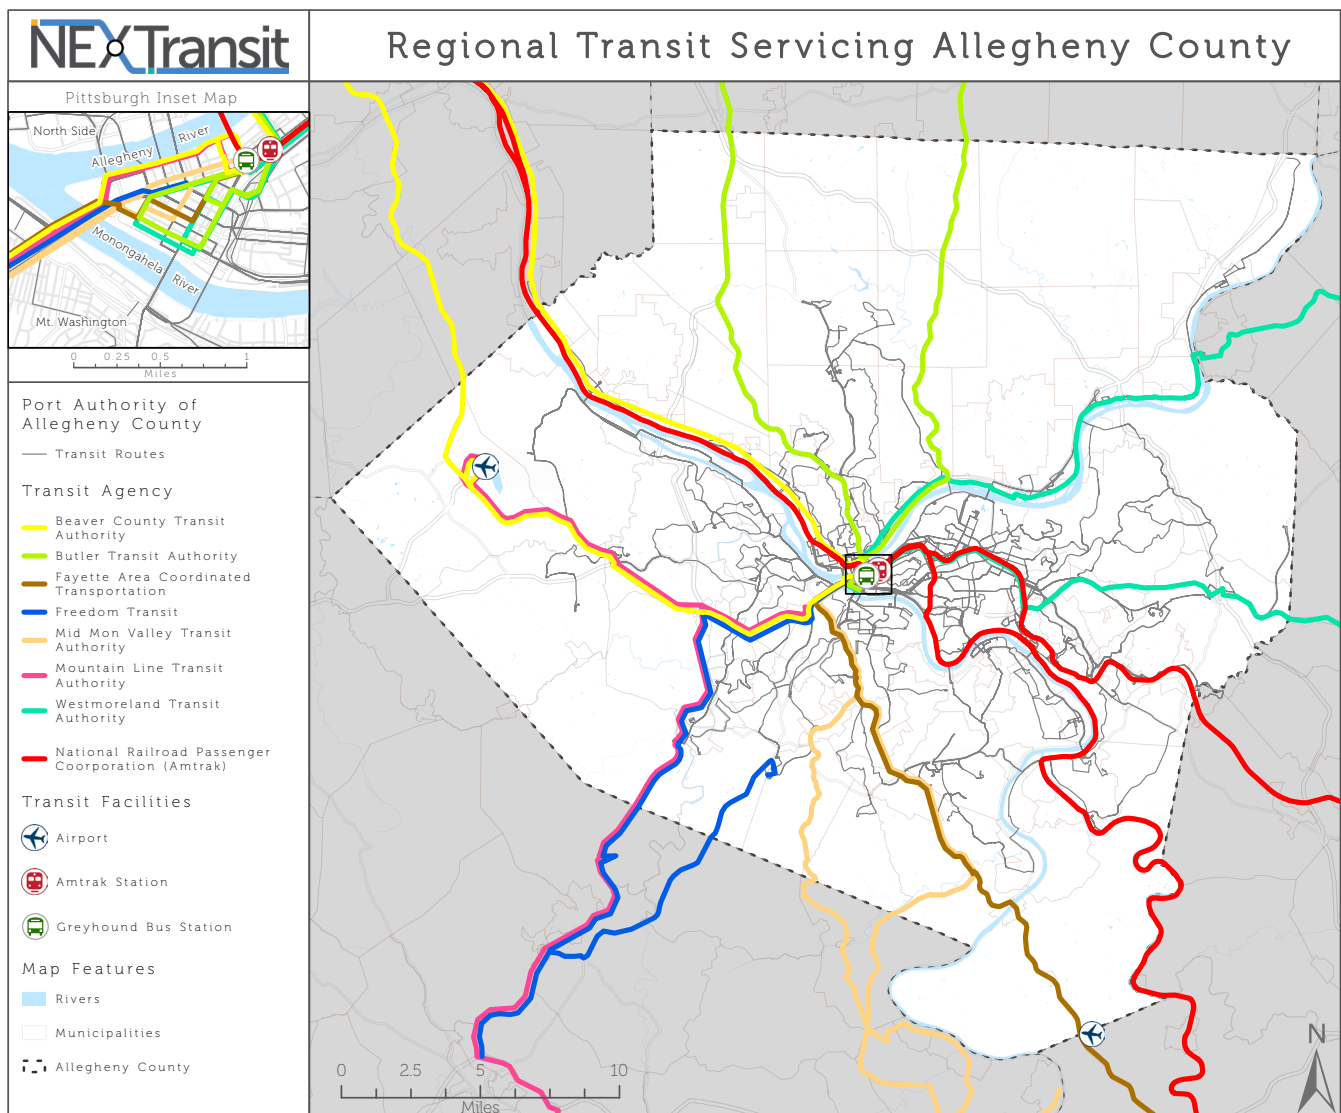 NEXTransit
Regional Transit Servicing Allegheny County
Pittsburgh Inset Map
North Side
Allegheny River
Monongahela River
Mt. Washington
0 0.25 0.5 1
Miles
Port Authority of
Allegheny County
Transit Routes
Transit Agency
Beaver County Transit
Authority
Butler Transit Authority
Fayette Area Coordinated
Transportation
Freedom Transit
Mid Mon Valley Transit
Authority
Mountain Line Transit
Authority
Westmoreland Transit
Authority
National Railroad Passenger
Coorporation (Amtrak)
Transit Facilities
Airport
Amtrak Station
Greyhound Bus Station
Map Features
Rivers
Municipalities
Allegheny County
0 2.5 5 10
Miles
N